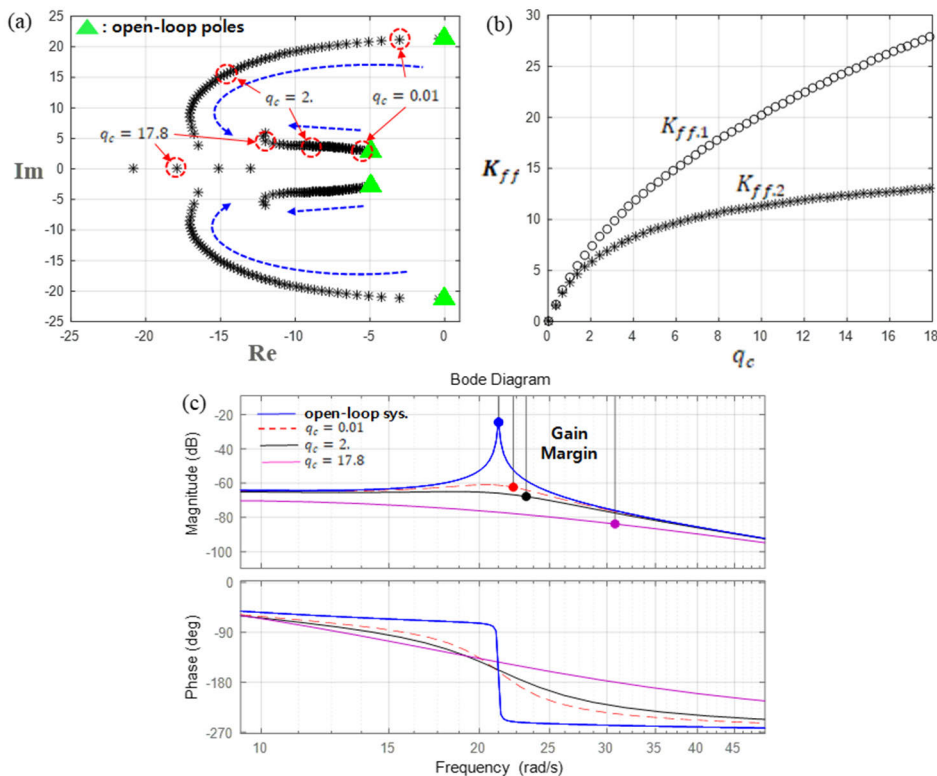 (a)
: open-loop poles
q_c = 2.
q_c = 0.01
q_c = 17.8
Im
25
20
15
10
5
0
-5
-10
-15
-20
-25
-25
-20
-15
-10
-5
0
Re
(b)
K_ff
40
35
30
25
20
15
10
5
0
K_ff.1
K_ff.2
0
2
4
6
8
10
12
14
16
18
q_c
Bode Diagram
(c)
open-loop sys.
q_c = 0.01
q_c = 2.
q_c = 17.8
Gain
Margin
Magnitude (dB)
-20
-40
-60
-80
-100
Phase (deg)
0
-90
-180
-270
10
20
25
30
35
40
45
Frequency (rad/s)